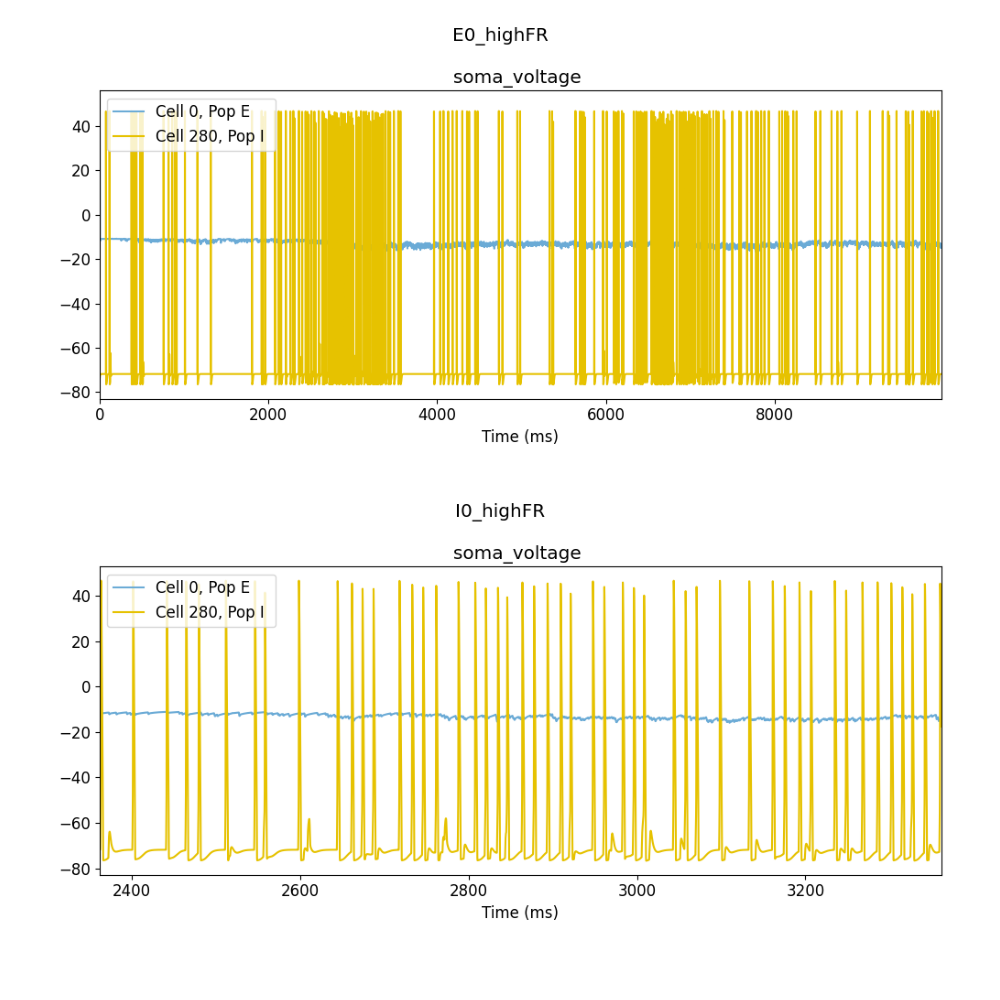 E0_highFR
soma_voltage
Cell 0, Pop E
Cell 280, Pop I
40
20
0
−20
−40
−60
−80
0 2000 4000 6000 8000
Time (ms)
I0_highFR
soma_voltage
Cell 0, Pop E
Cell 280, Pop I
40
20
0
−20
−40
−60
−80
2400 2600 2800 3000 3200
Time (ms)